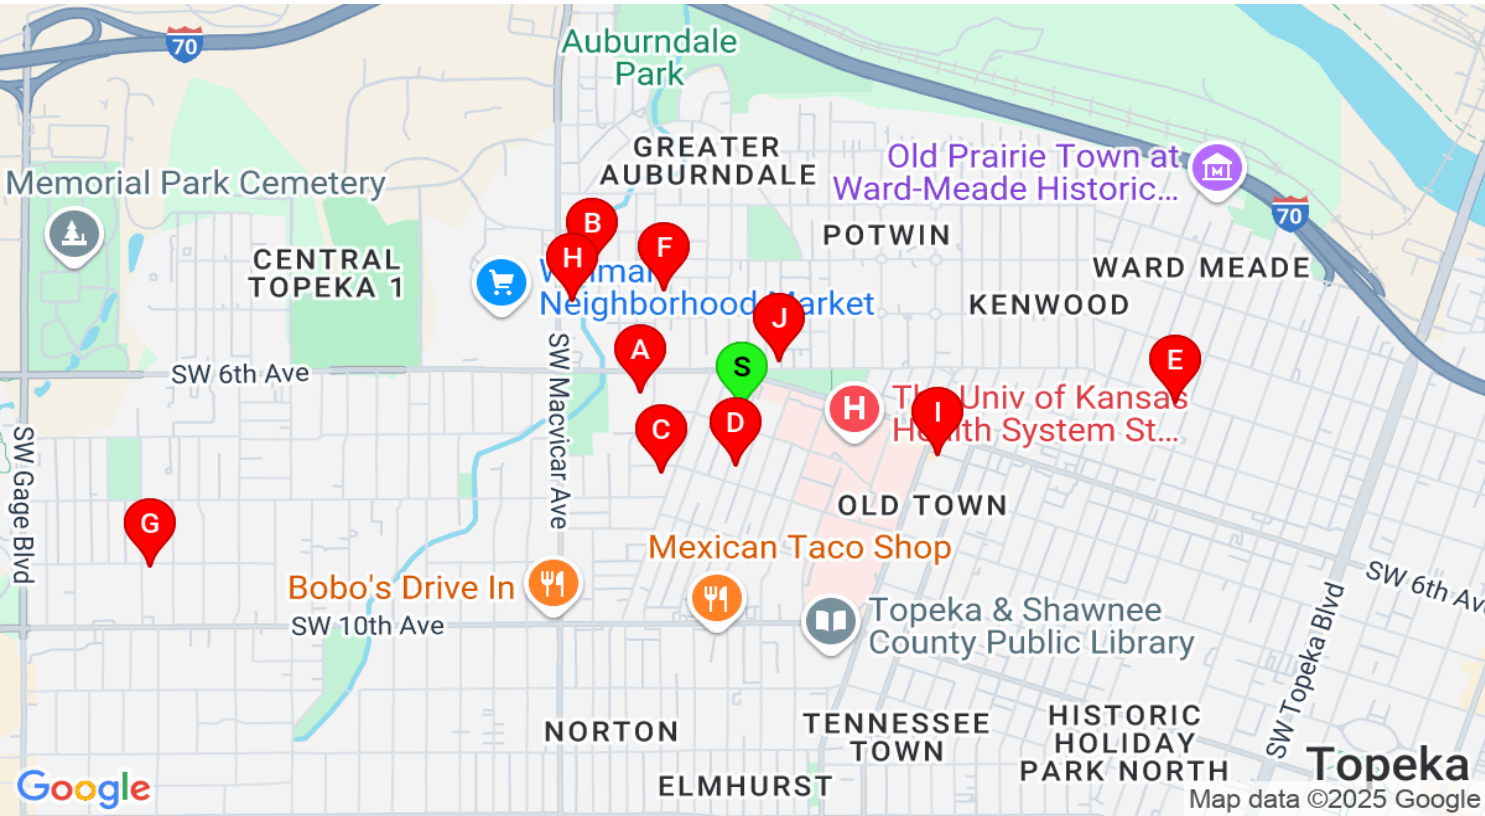 70
Auburndale
Park
GREATER
AUBURNDALE
Old Prairie Town at
Ward-Meade Historic...
Memorial Park Cemetery
70
B
F
H
POTWIN
CENTRAL
TOPEKA 1
WARD MEADE
Neighborhood Market
KENWOOD
J
A
S
E
SW 6th Ave
SW Macvicar Ave
H
I
Univ of Kansas
Health System St...
C
D
SW Gage Blvd
G
OLD TOWN
Mexican Taco Shop
Bobo's Drive In
SW 10th Ave
Topeka & Shawnee
County Public Library
SW 6th Ave
SW Topeka Blvd
NORTON
TENNESSEE
TOWN
HISTORIC
HOLIDAY
PARK NORTH
ELMHURST
Topeka
Google
Map data ©2025 Google